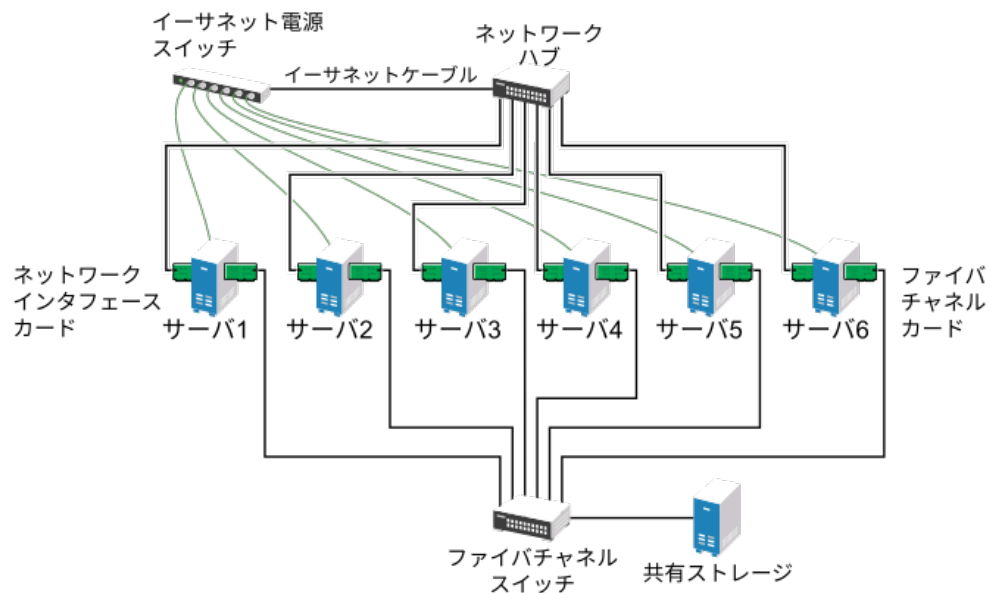 イーサネット電源
スイッチ
ネットワーク
ハブ
イーサネットケーブル
ネットワーク
インタフェース
カード
サーバ1
サーバ2
サーバ3
サーバ4
サーバ5
サーバ6
ファイバ
チャネル
カード
ファイバチャネル
スイッチ
共有ストレージ